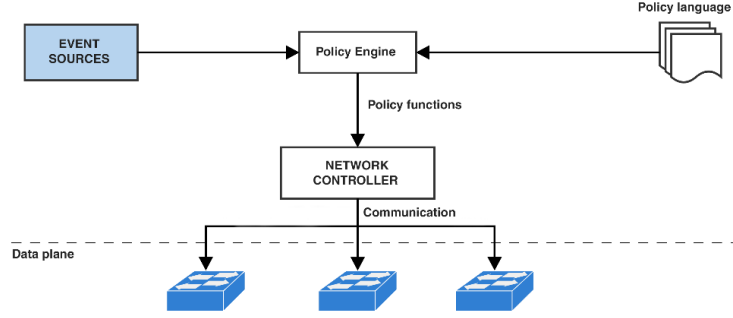 Policy language
EVENT
SOURCES
Policy Engine
Policy functions
NETWORK
CONTROLLER
Communication
Data plane